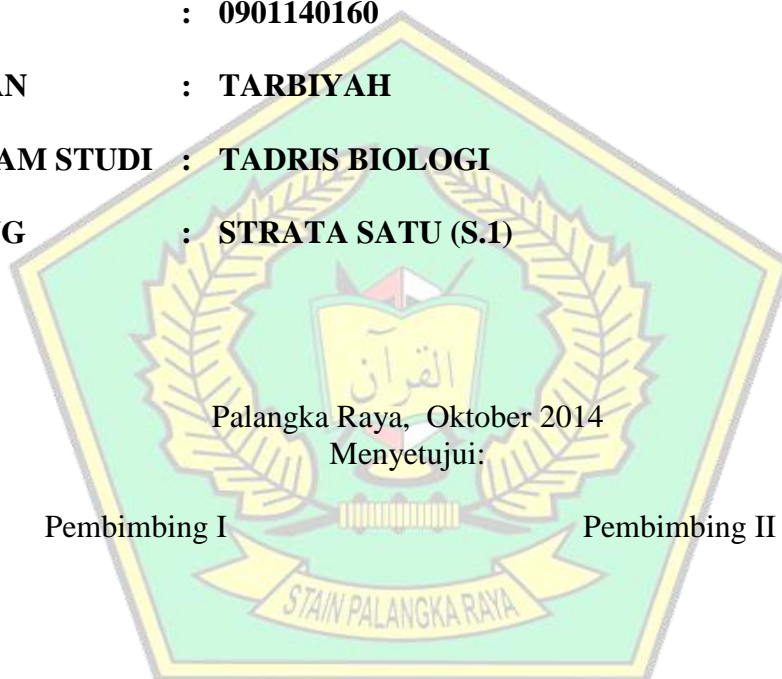 : 0901140160
AN : TARBIYAH
AM STUDI : TADRIS BIOLOGI
G : STRATA SATU (S.1)
القرآن
Palangka Raya, Oktober 2014
Menyetujui:
Pembimbing I Pembimbing II
STAIN PALANGKA RAYA